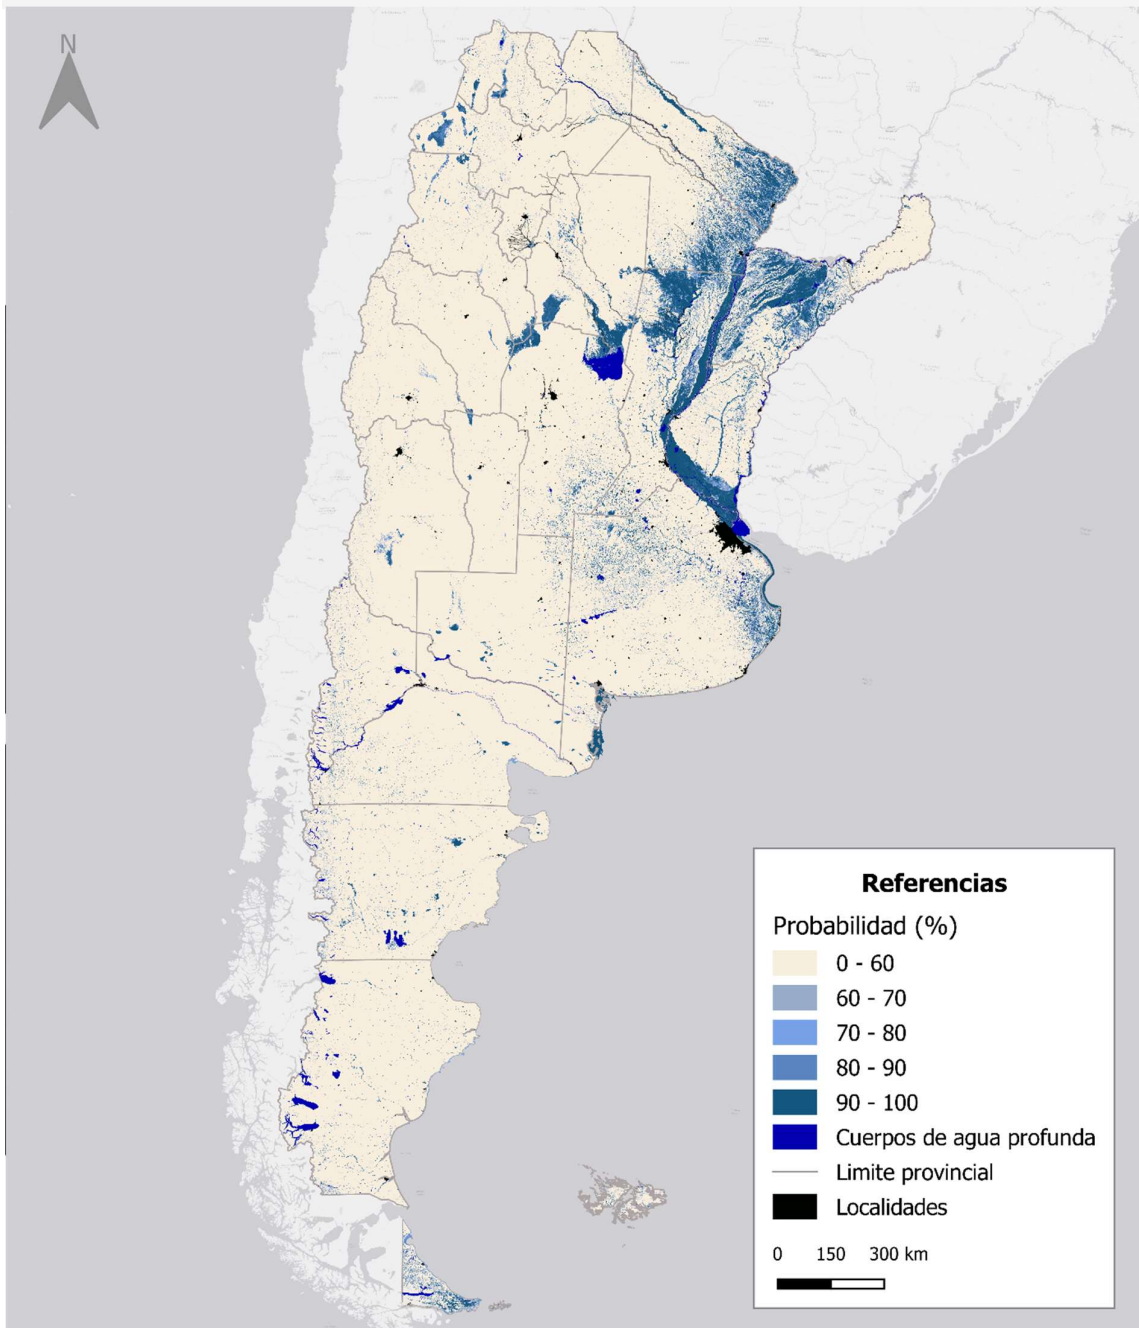 N
Referencias
Probabilidad (%)
0 - 60
60 - 70
70 - 80
80 - 90
90 - 100
Cuerpos de agua profunda
Limite provincial
Localidades
0 150 300 km